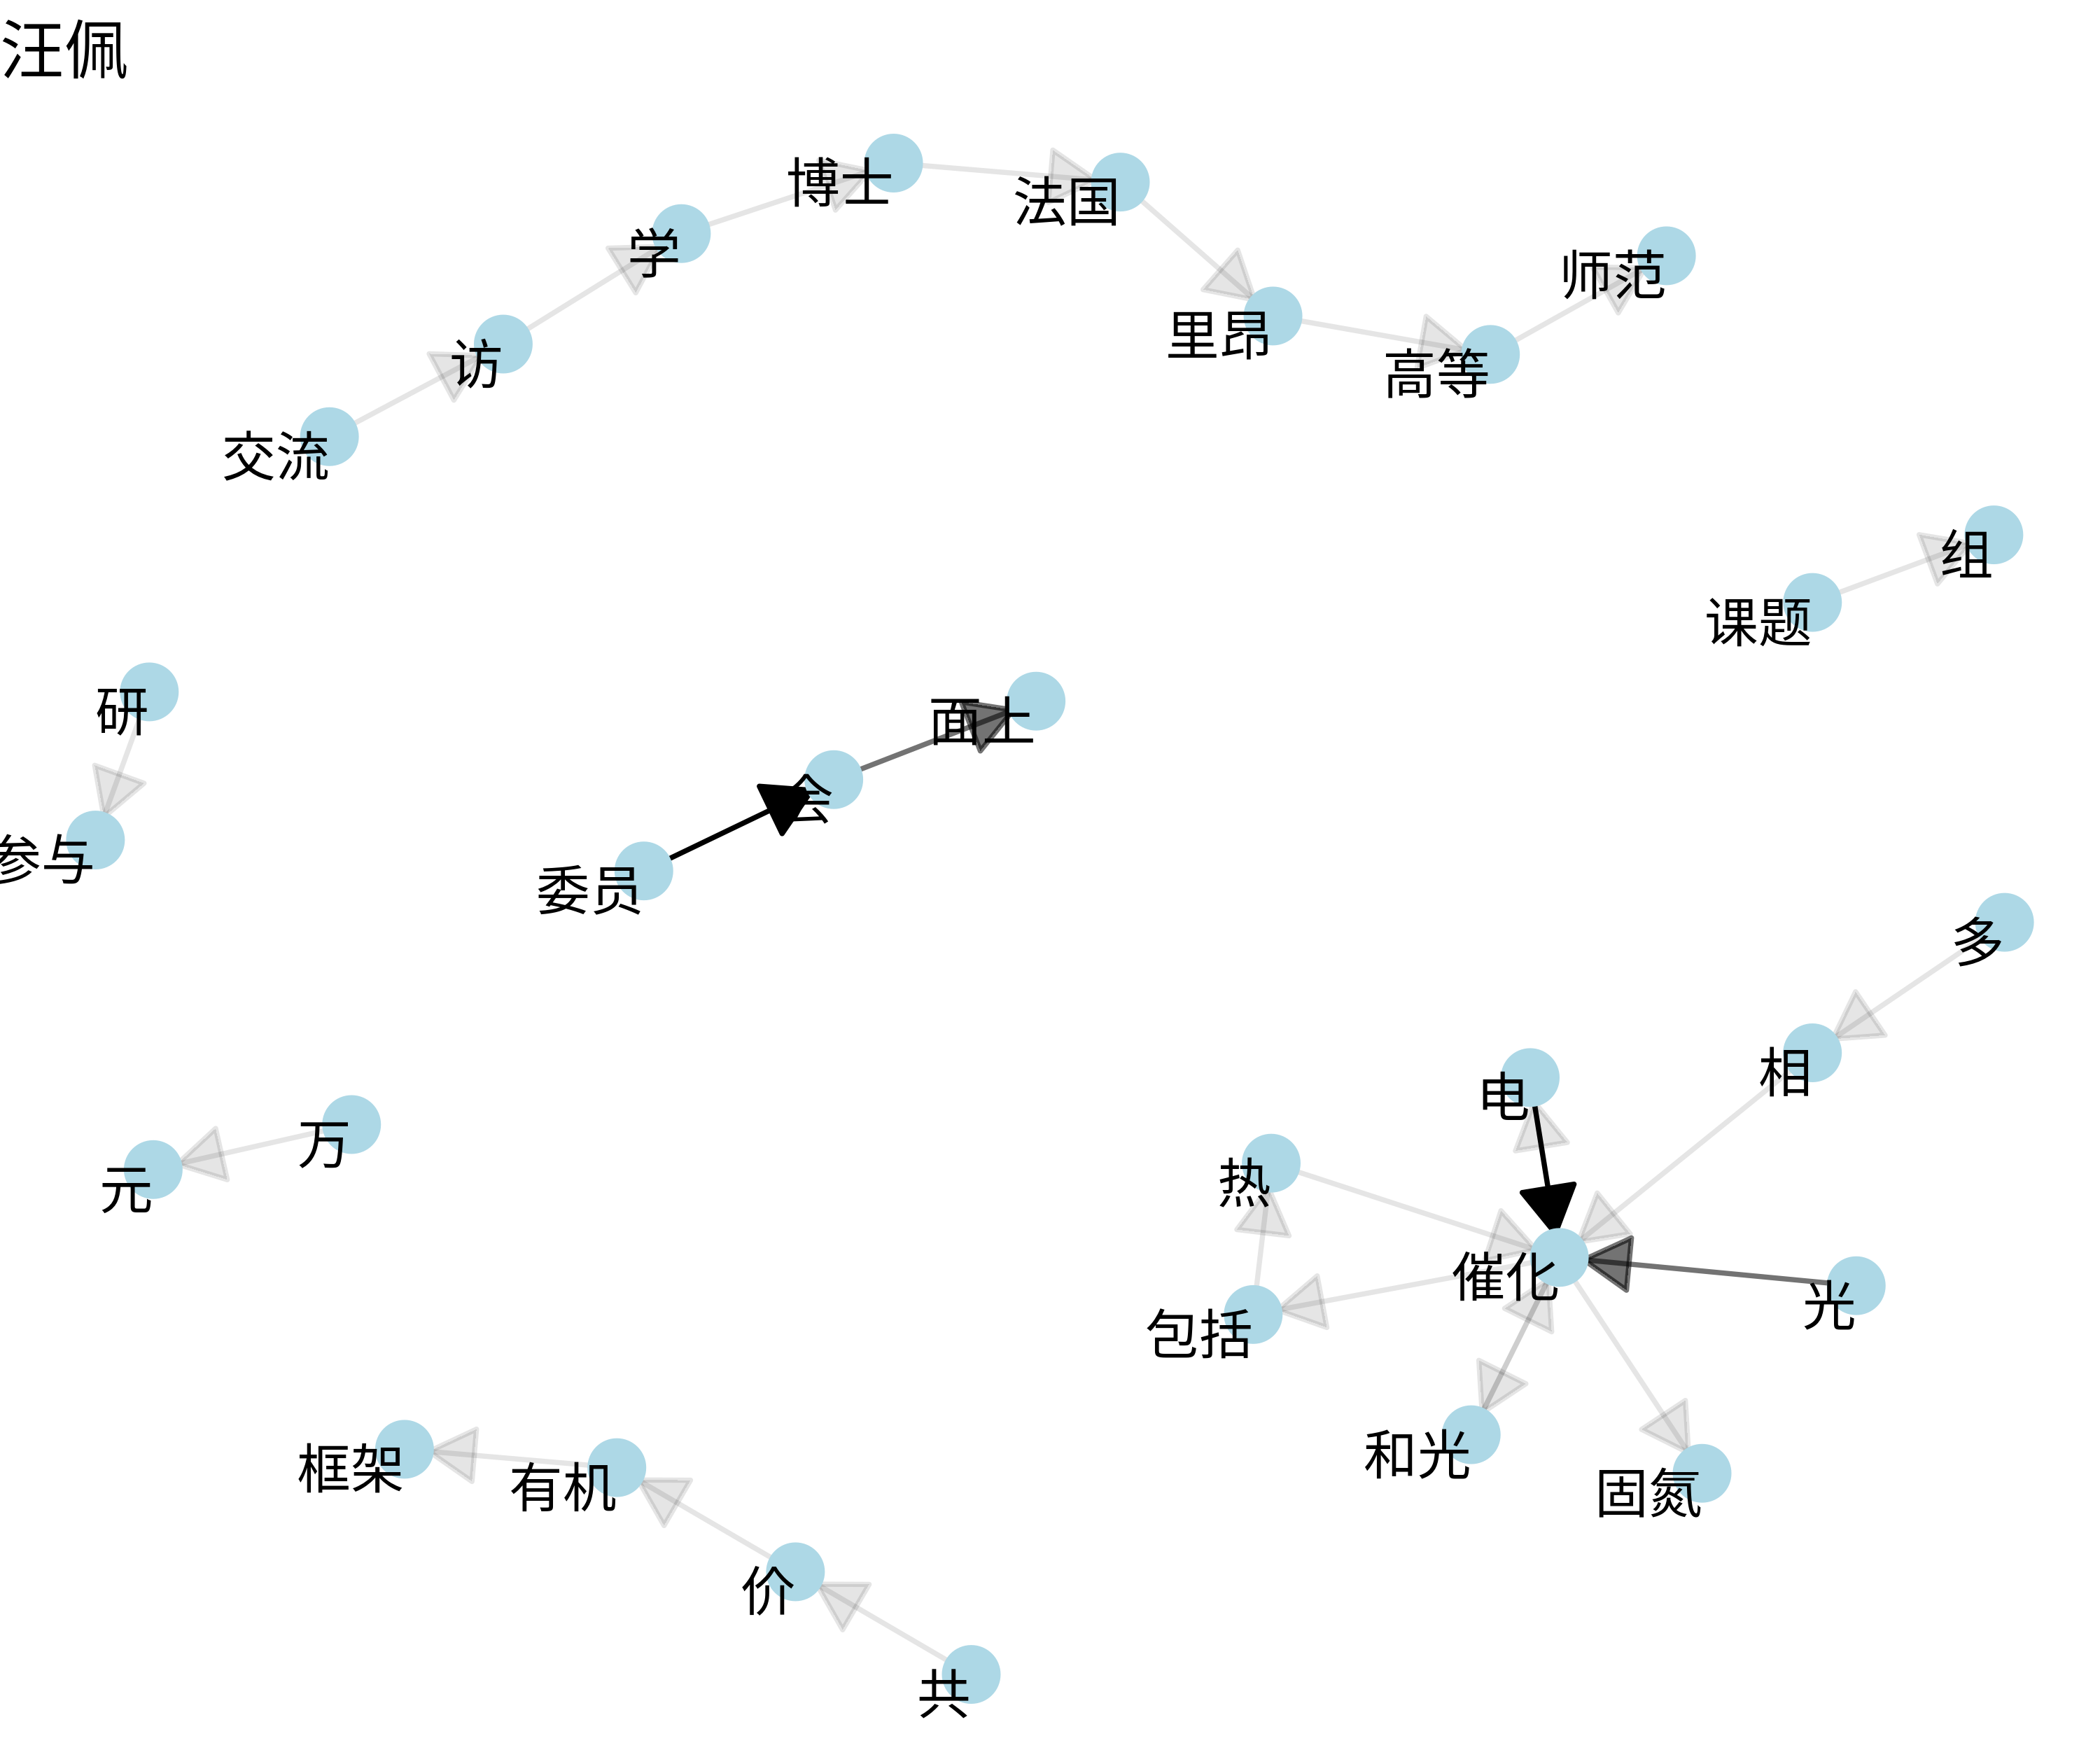 汪佩
博士
法国
学
师范
里昂
访
高等
交流
组
课题
研
面上
会
参与
委员
多
相
电
万
热
元
催化
光
包括
和光
框架
有机
固氮
价
共